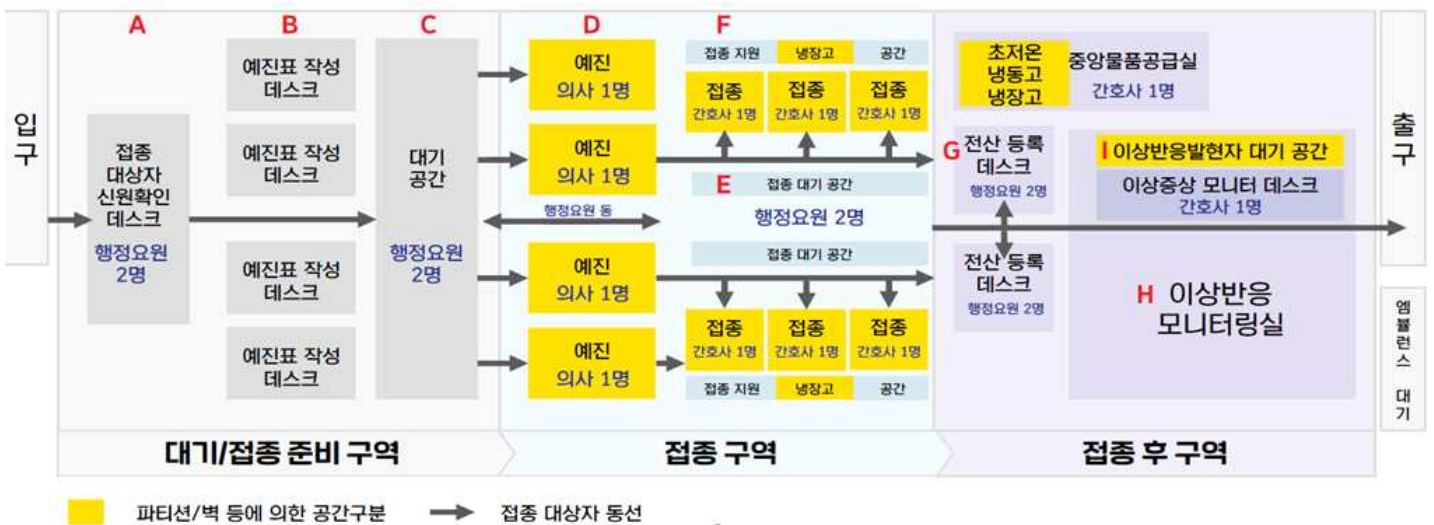 입
구
A
접종
대상자
신원확인
데스크
행정요원
2명
B
예진표 작성
데스크
예진표 작성
데스크
예진표 작성
데스크
예진표 작성
데스크
C
대기
공간
행정요원
2명
D
예진
의사 1명
예진
의사 1명
행정요원 동
예진
의사 1명
예진
의사 1명
F
접종 지원 냉장고 공간
접종 접종 접종
간호사 1명 간호사 1명 간호사 1명
E 접종 대기 공간
행정요원 2명
접종 대기 공간
접종 접종 접종
간호사 1명 간호사 1명 간호사 1명
접종 지원 냉장고 공간
초저온
냉동고
냉장고
중앙물품공급실
간호사 1명
G 전산 등록
데스크
행정요원 2명
전산 등록
데스크
행정요원 2명
I 이상반응발현자 대기 공간
이상증상 모니터 데스크
간호사 1명
H 이상반응
모니터링실
출
구
엠뷸런스 대기
대기/접종 준비 구역
접종 구역
접종 후 구역
파티션/벽 등에 의한 공간구분
접종 대상자 동선